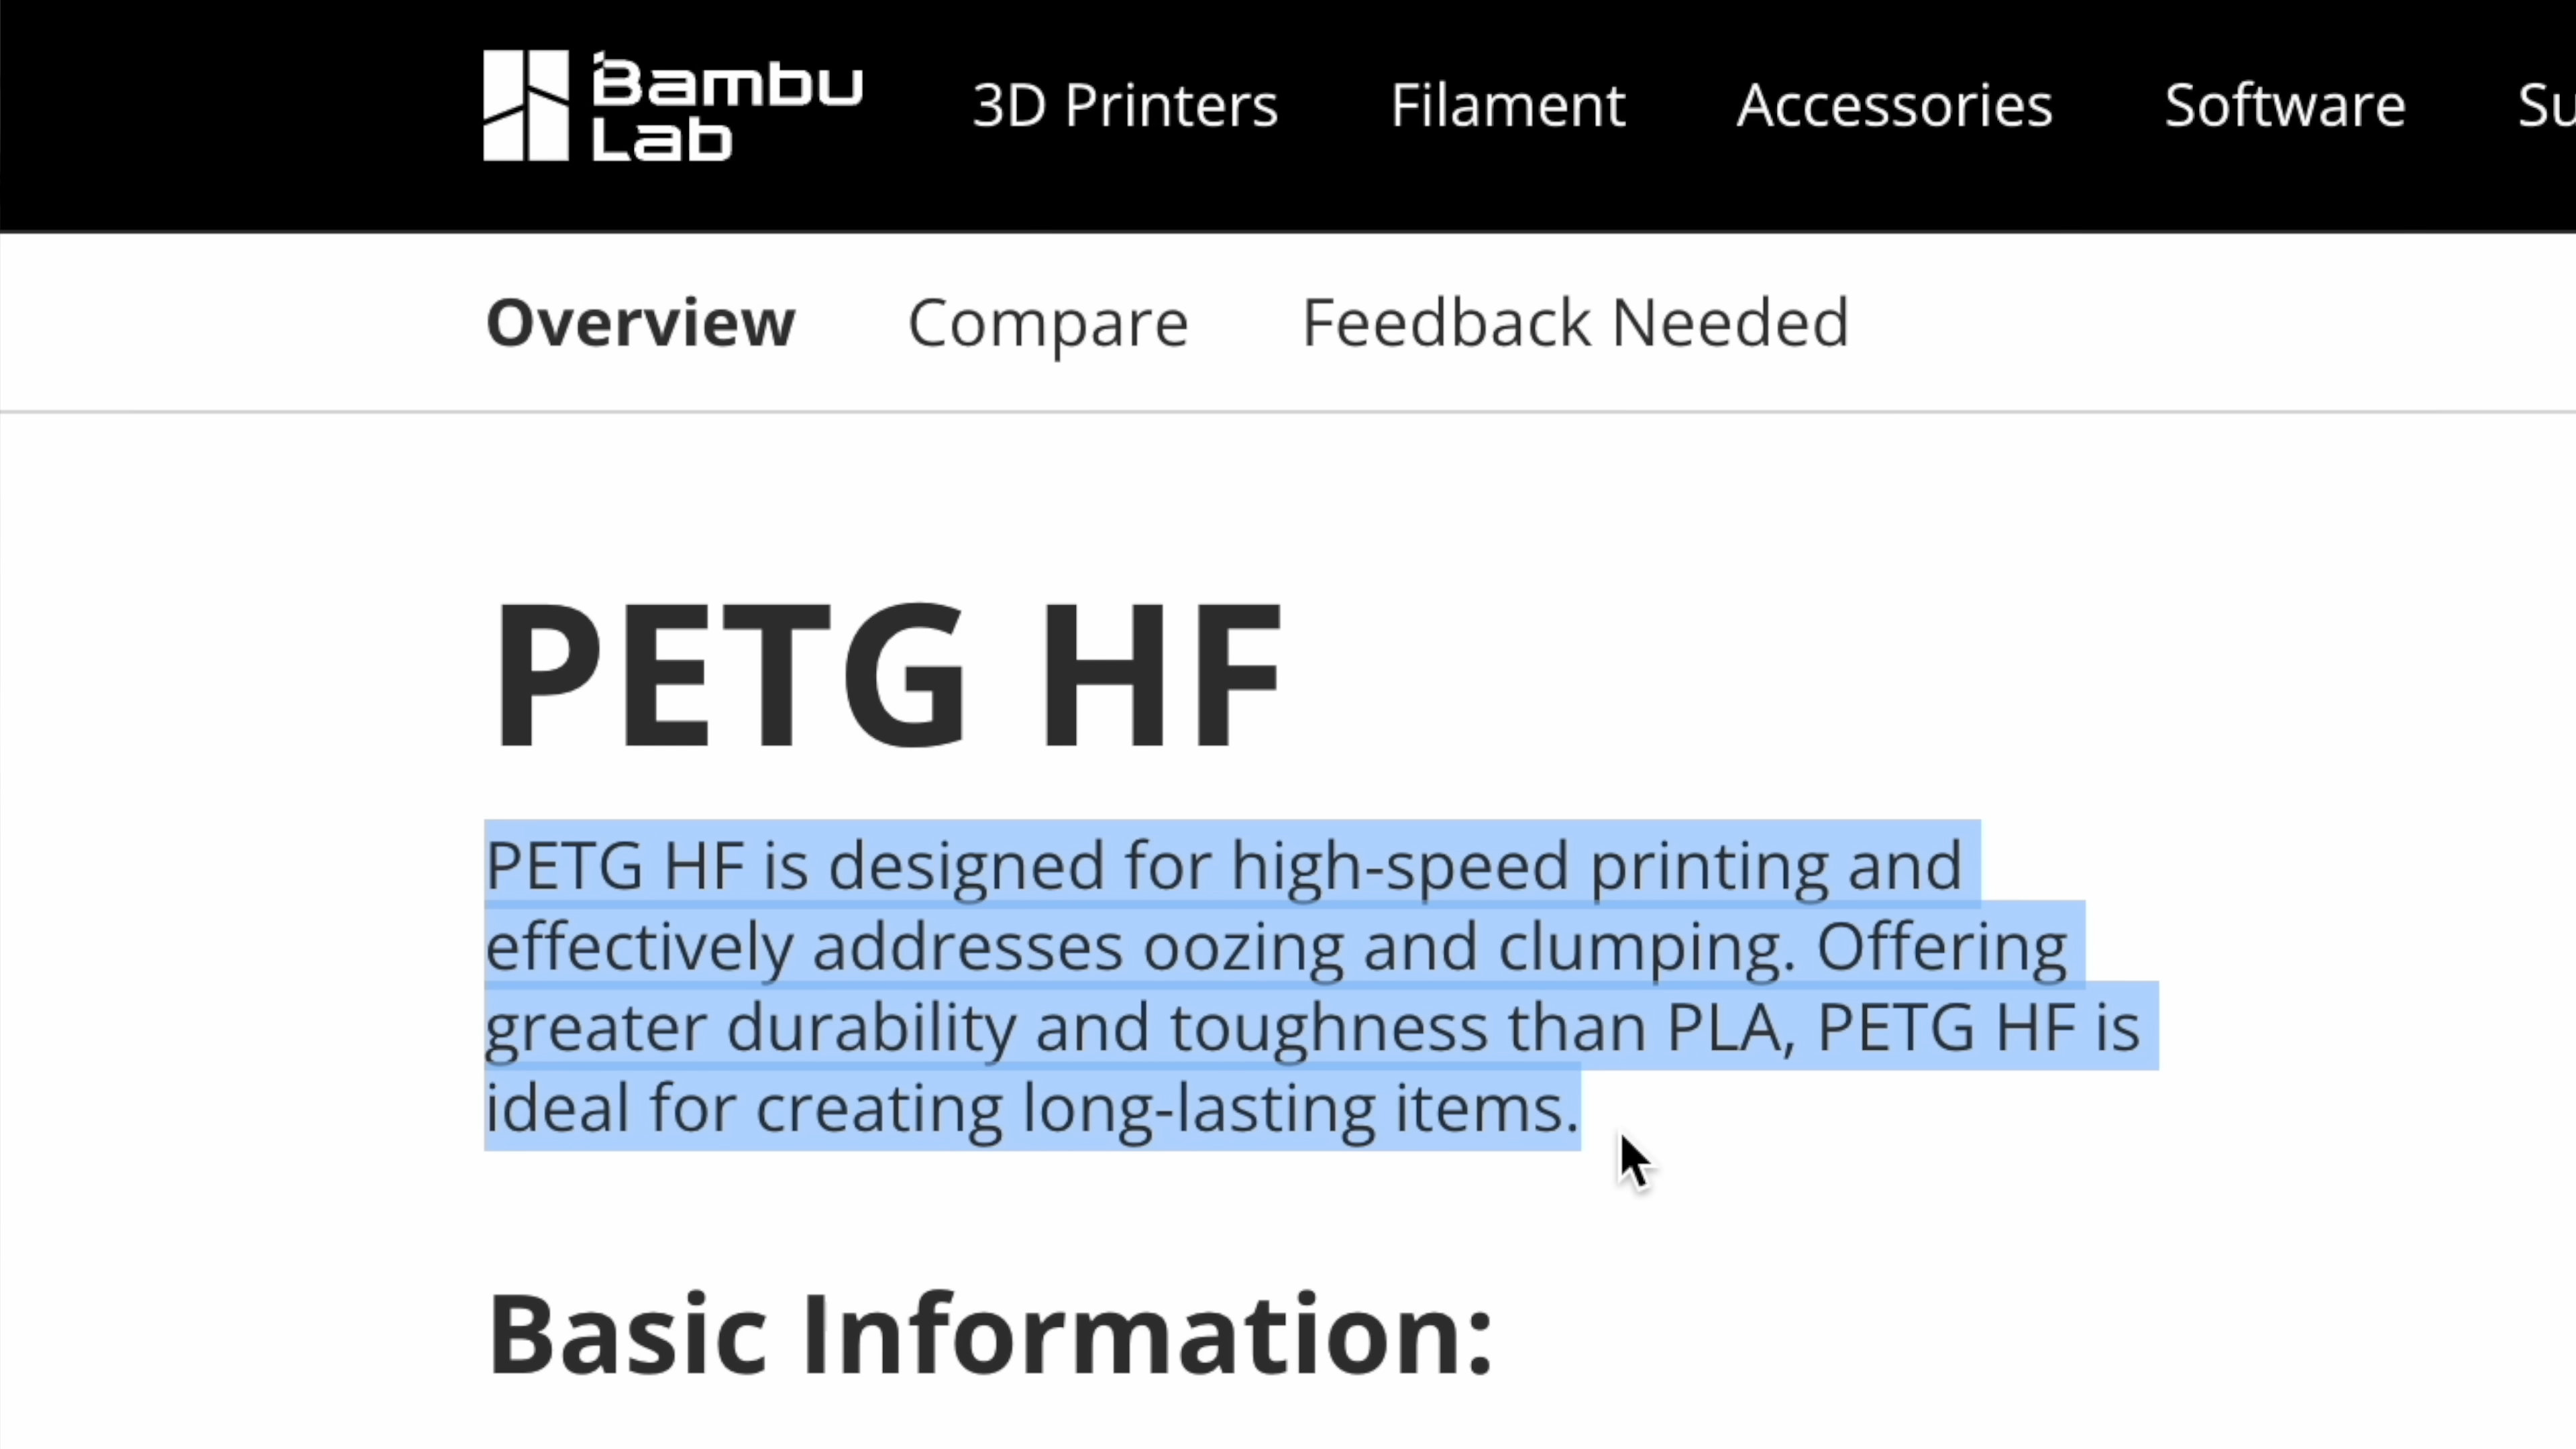 Bambu Lab
3D Printers Filament Accessories Software Su
Overview Compare Feedback Needed
PETG HF
PETG HF is designed for high-speed printing and
effectively addresses oozing and clumping. Offering
greater durability and toughness than PLA, PETG HF is
ideal for creating long-lasting items.
Basic Information: